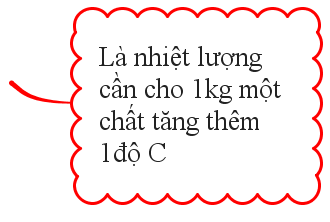 Là nhiệt lượng
cần cho 1kg một
chất tăng thêm
1độ C